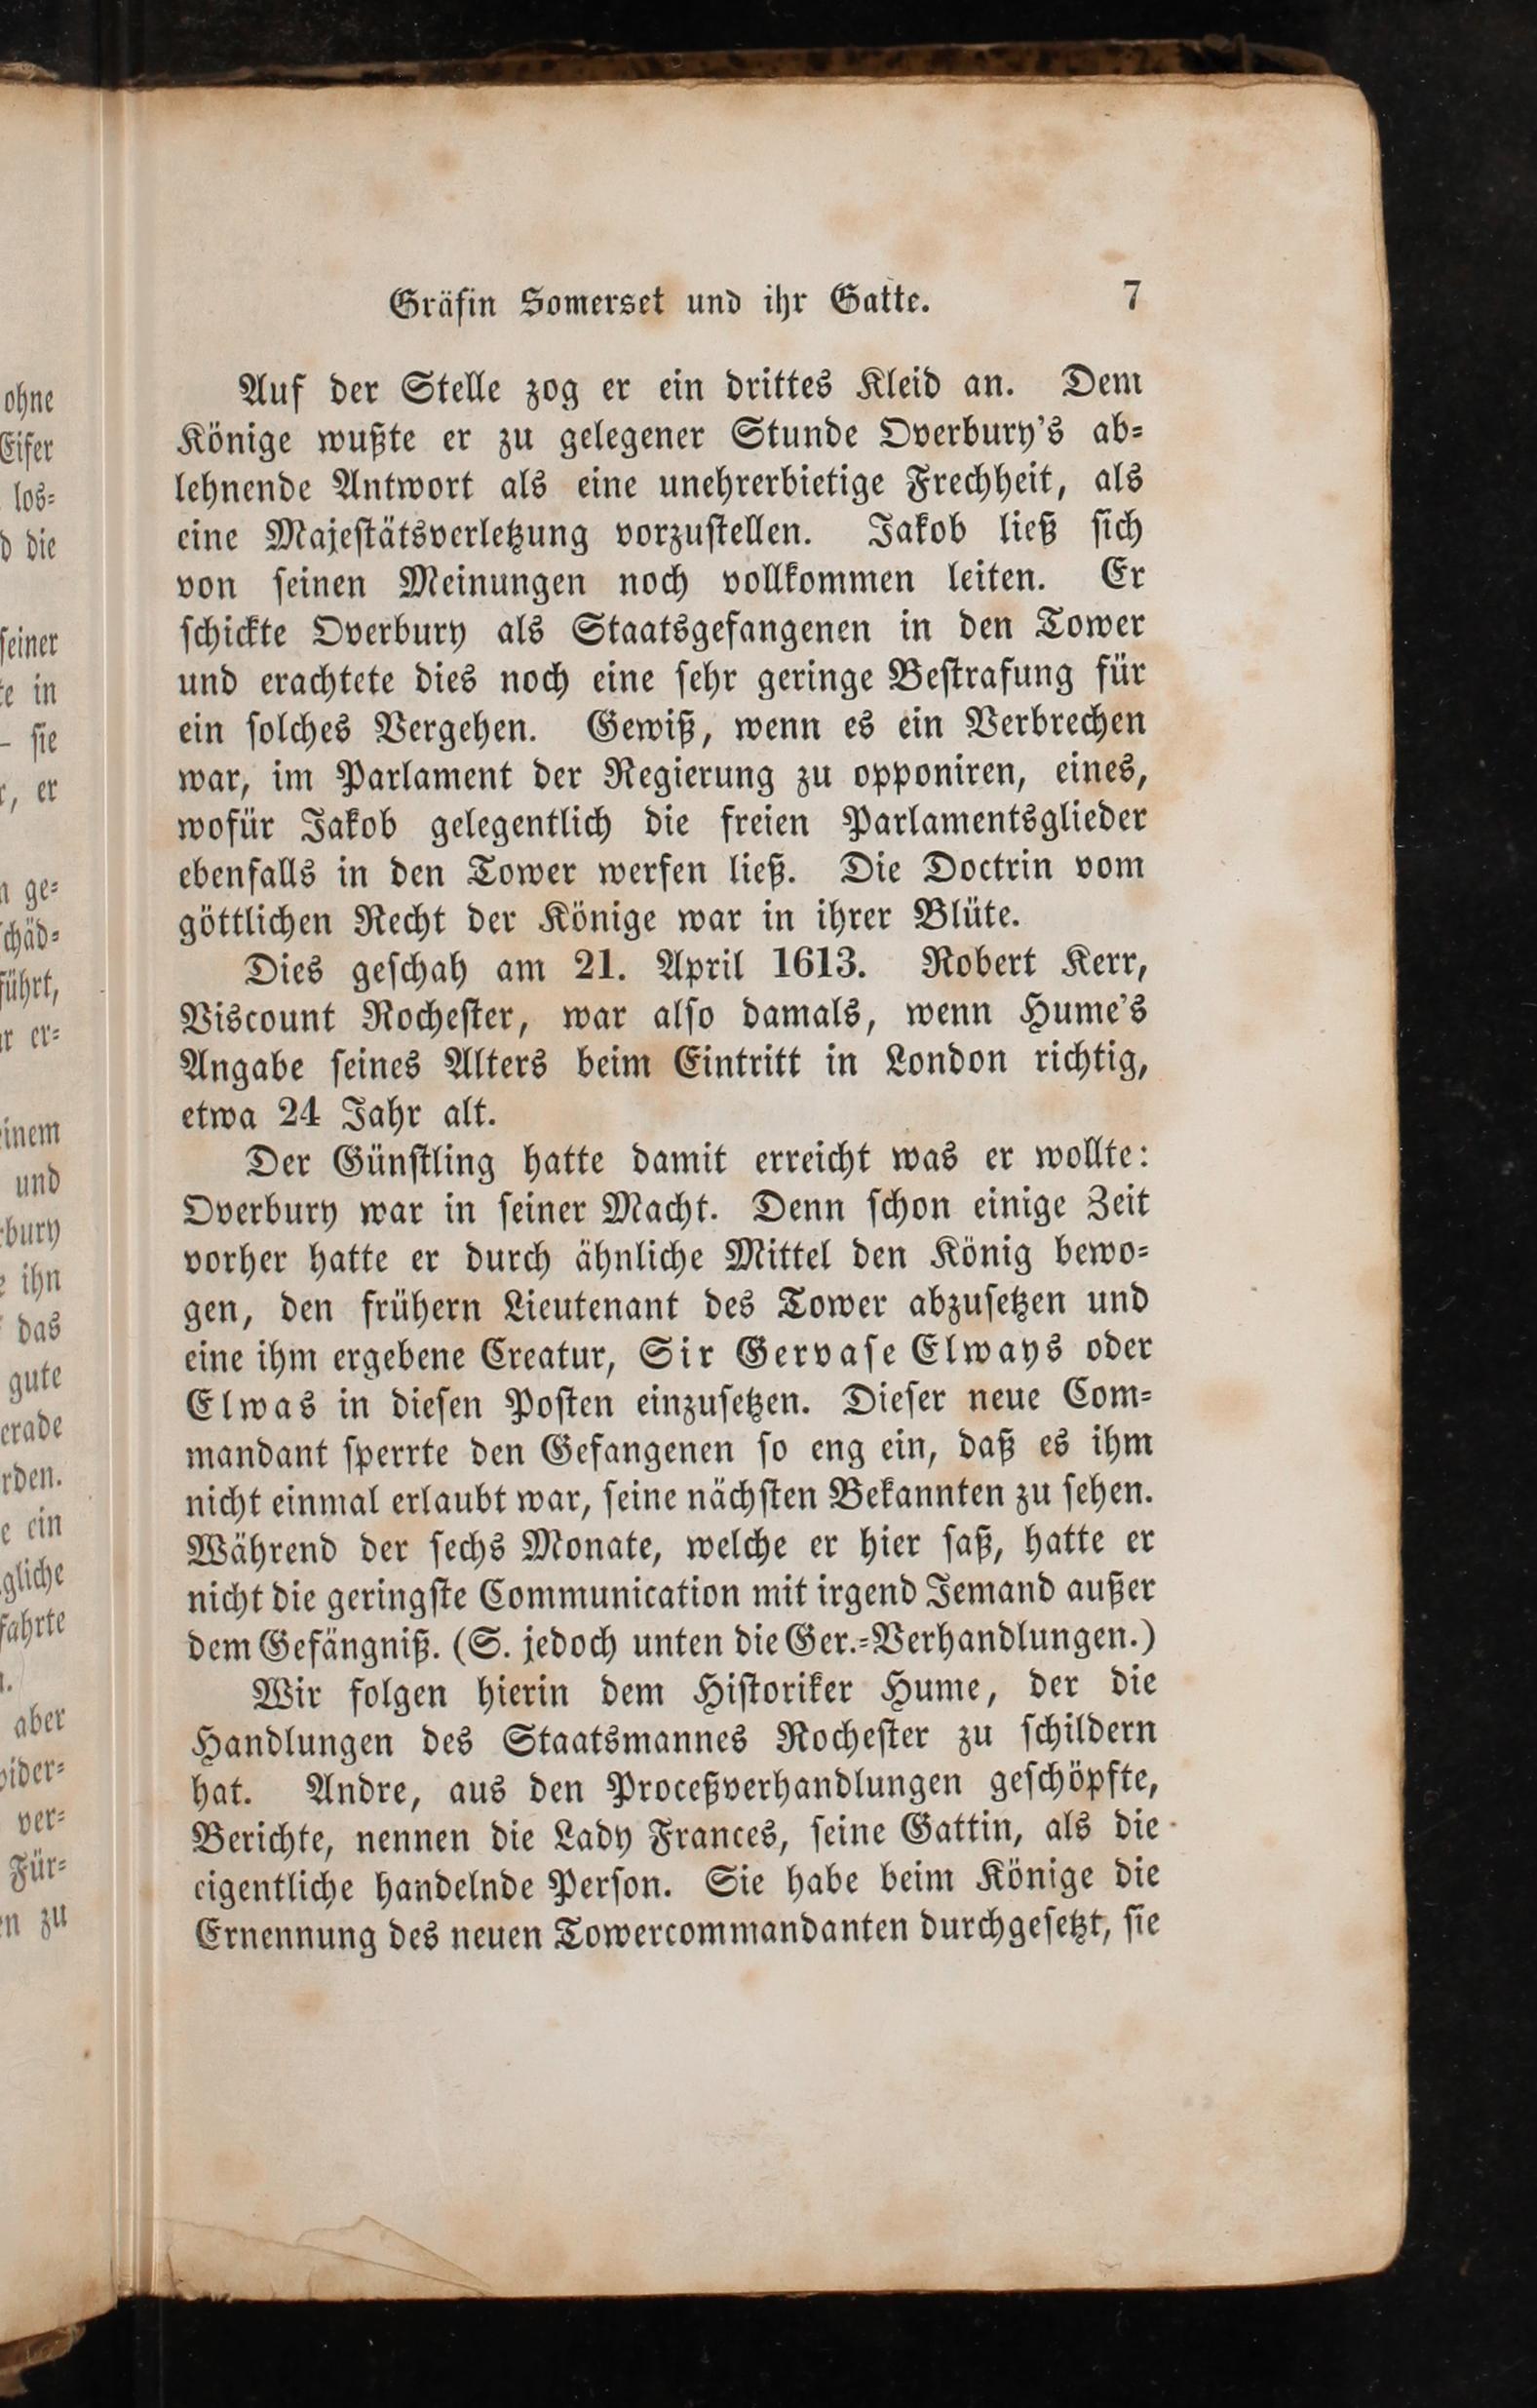 Gräfin Somerset und ihr Gatte. 7
Auf der Stelle zog er ein drittes Kleid an. Dem
Könige wußte er zu gelegener Stunde Overbury's ab-
lehnende Antwort als eine unehrerbietige Frechheit, als
eine Majestätsverletzung vorzustellen. Jakob ließ sich
von seinen Meinungen noch vollkommen leiten. Er
schickte Overbury als Staatsgefangenen in den Tower
und erachtete dies noch eine sehr geringe Bestrafung für
ein solches Vergehen. Gewiß, wenn es ein Verbrechen
war, im Parlament der Regierung zu opponiren, eines,
wofür Jakob gelegentlich die freien Parlamentsglieder
ebenfalls in den Tower werfen ließ. Die Doctrin vom
göttlichen Recht der Könige war in ihrer Blüte.
Dies geschah am 21. April 1613. Robert Kerr,
Viscount Rochester, war also damals, wenn Hume's
Angabe seines Alters beim Eintritt in London richtig,
etwa 24 Jahr alt.
Der Günstling hatte damit erreicht was er wollte:
Overbury war in seiner Macht. Denn schon einige Zeit
vorher hatte er durch ähnliche Mittel den König bewo-
gen, den frühern Lieutenant des Tower abzusetzen und
eine ihm ergebene Creatur, Sir Gervase Elways oder
Elwas in diesen Posten einzusetzen. Dieser neue Com-
mandant sperrte den Gefangenen so eng ein, daß es ihm
nicht einmal erlaubt war, seine nächsten Bekannten zu sehen.
Während der sechs Monate, welche er hier saß, hatte er
nicht die geringste Communication mit irgend Jemand außer
dem Gefängniß. (S. jedoch unten die Ger.-Verhandlungen.)
Wir folgen hierin dem Historiker Hume, der die
Handlungen des Staatsmannes Rochester zu schildern
hat. Andre, aus den Proceßverhandlungen geschöpfte,
Berichte, nennen die Lady Frances, seine Gattin, als die
eigentliche handelnde Person. Sie habe beim Könige die
Ernennung des neuen Towercommandanten durchgesetzt, sie